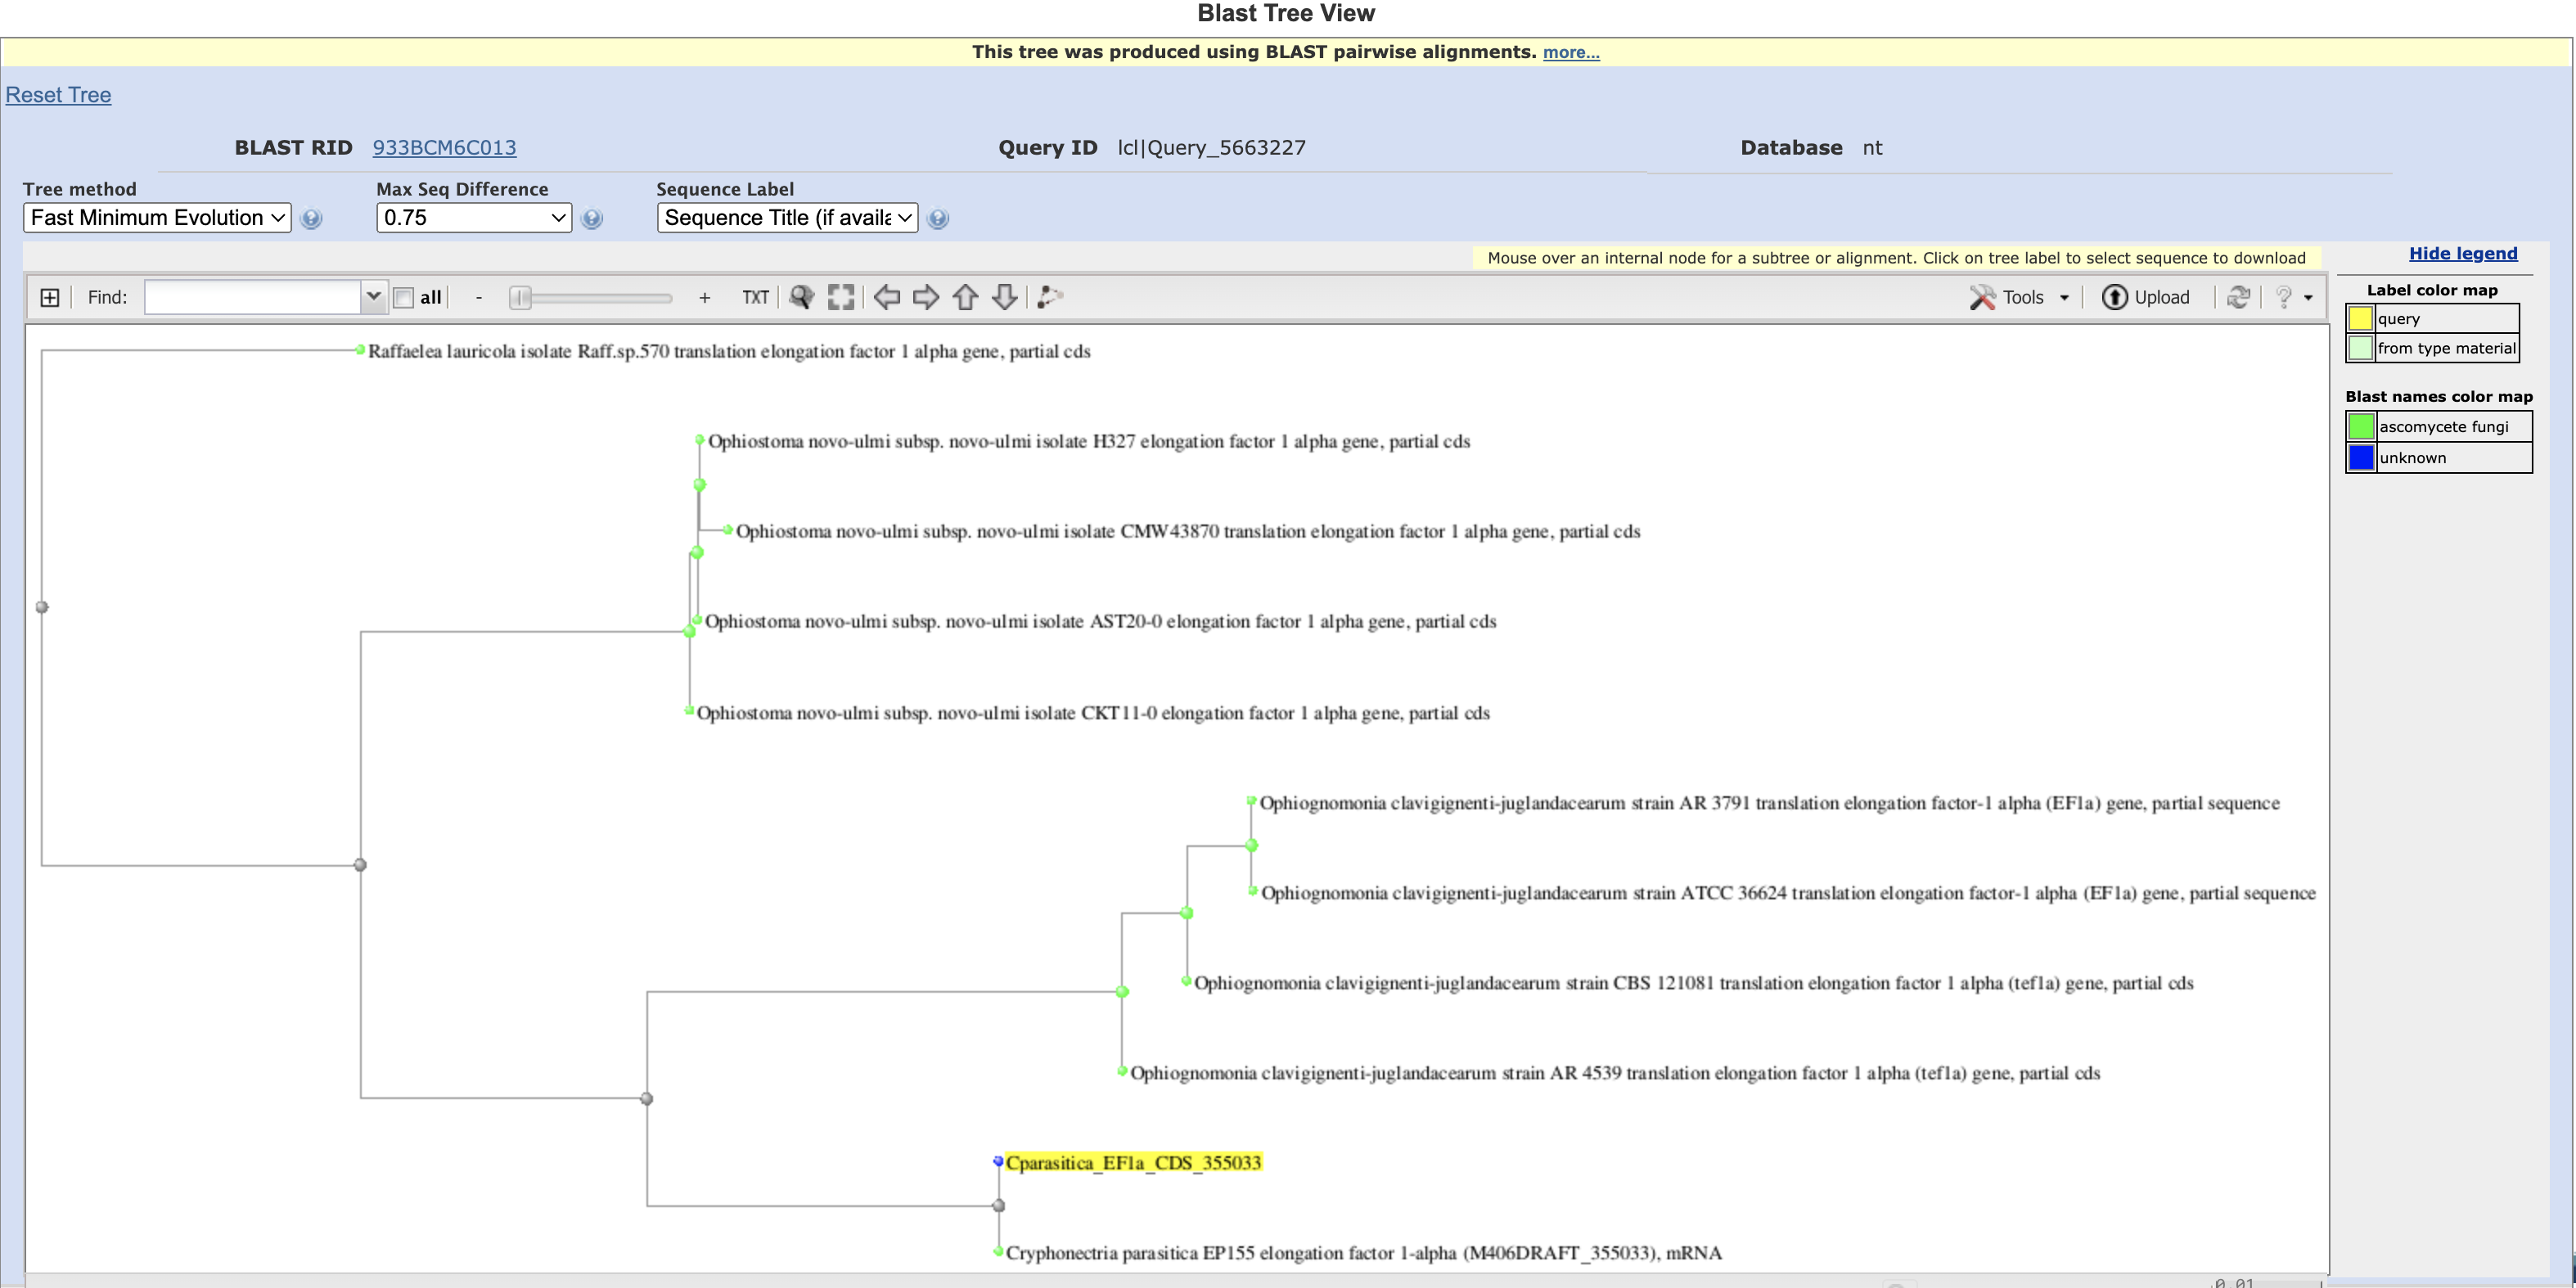 Blast Tree View
This tree was produced using BLAST pairwise alignments. more...
Reset Tree
BLAST RID 933BCM6C013 Query ID lcl|Query_5663227 Database nt
Tree method Max Seq Difference Sequence Label
Fast Minimum Evolution 0.75 Sequence Title (if availa
Mouse over an internal node for a subtree or alignment. Click on tree label to select sequence to download
Hide legend
Find: all - + TXT Tools Upload ?
Label color map
query
from type material
Blast names color map
ascomycete fungi
unknown
Raffaelea lauricola isolate Raff.sp.570 translation elongation factor 1 alpha gene, partial cds
Ophiostoma novo-ulmi subsp. novo-ulmi isolate H327 elongation factor 1 alpha gene, partial cds
Ophiostoma novo-ulmi subsp. novo-ulmi isolate CMW43870 translation elongation factor 1 alpha gene, partial cds
Ophiostoma novo-ulmi subsp. novo-ulmi isolate AST20-0 elongation factor 1 alpha gene, partial cds
Ophiostoma novo-ulmi subsp. novo-ulmi isolate CKT11-0 elongation factor 1 alpha gene, partial cds
Ophiognomonia clavigignenti-juglandacearum strain AR 3791 translation elongation factor-1 alpha (EF1a) gene, partial sequence
Ophiognomonia clavigignenti-juglandacearum strain ATCC 36624 translation elongation factor-1 alpha (EF1a) gene, partial sequence
Ophiognomonia clavigignenti-juglandacearum strain CBS 121081 translation elongation factor 1 alpha (tef1a) gene, partial cds
Ophiognomonia clavigignenti-juglandacearum strain AR 4539 translation elongation factor 1 alpha (tef1a) gene, partial cds
Cparasitica_EF1a_CDS_355033
Cryphonectria parasitica EP155 elongation factor 1-alpha (M406DRAFT_355033), mRNA
0.01